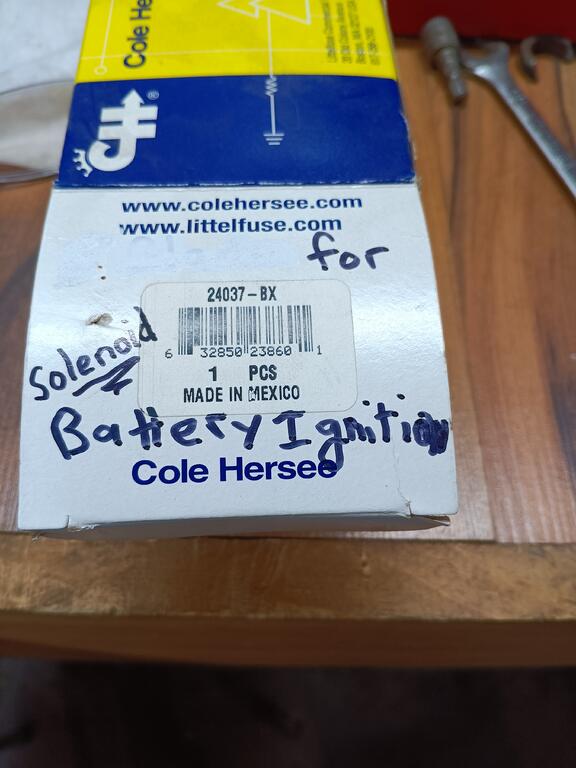 Cole He
www.colehersee.com
www.littelfuse.com
for
24037-BX
6 32850 23860 1
1 PCS
MADE IN MEXICO
Solenoid
Battery Ignition
Cole Hersee